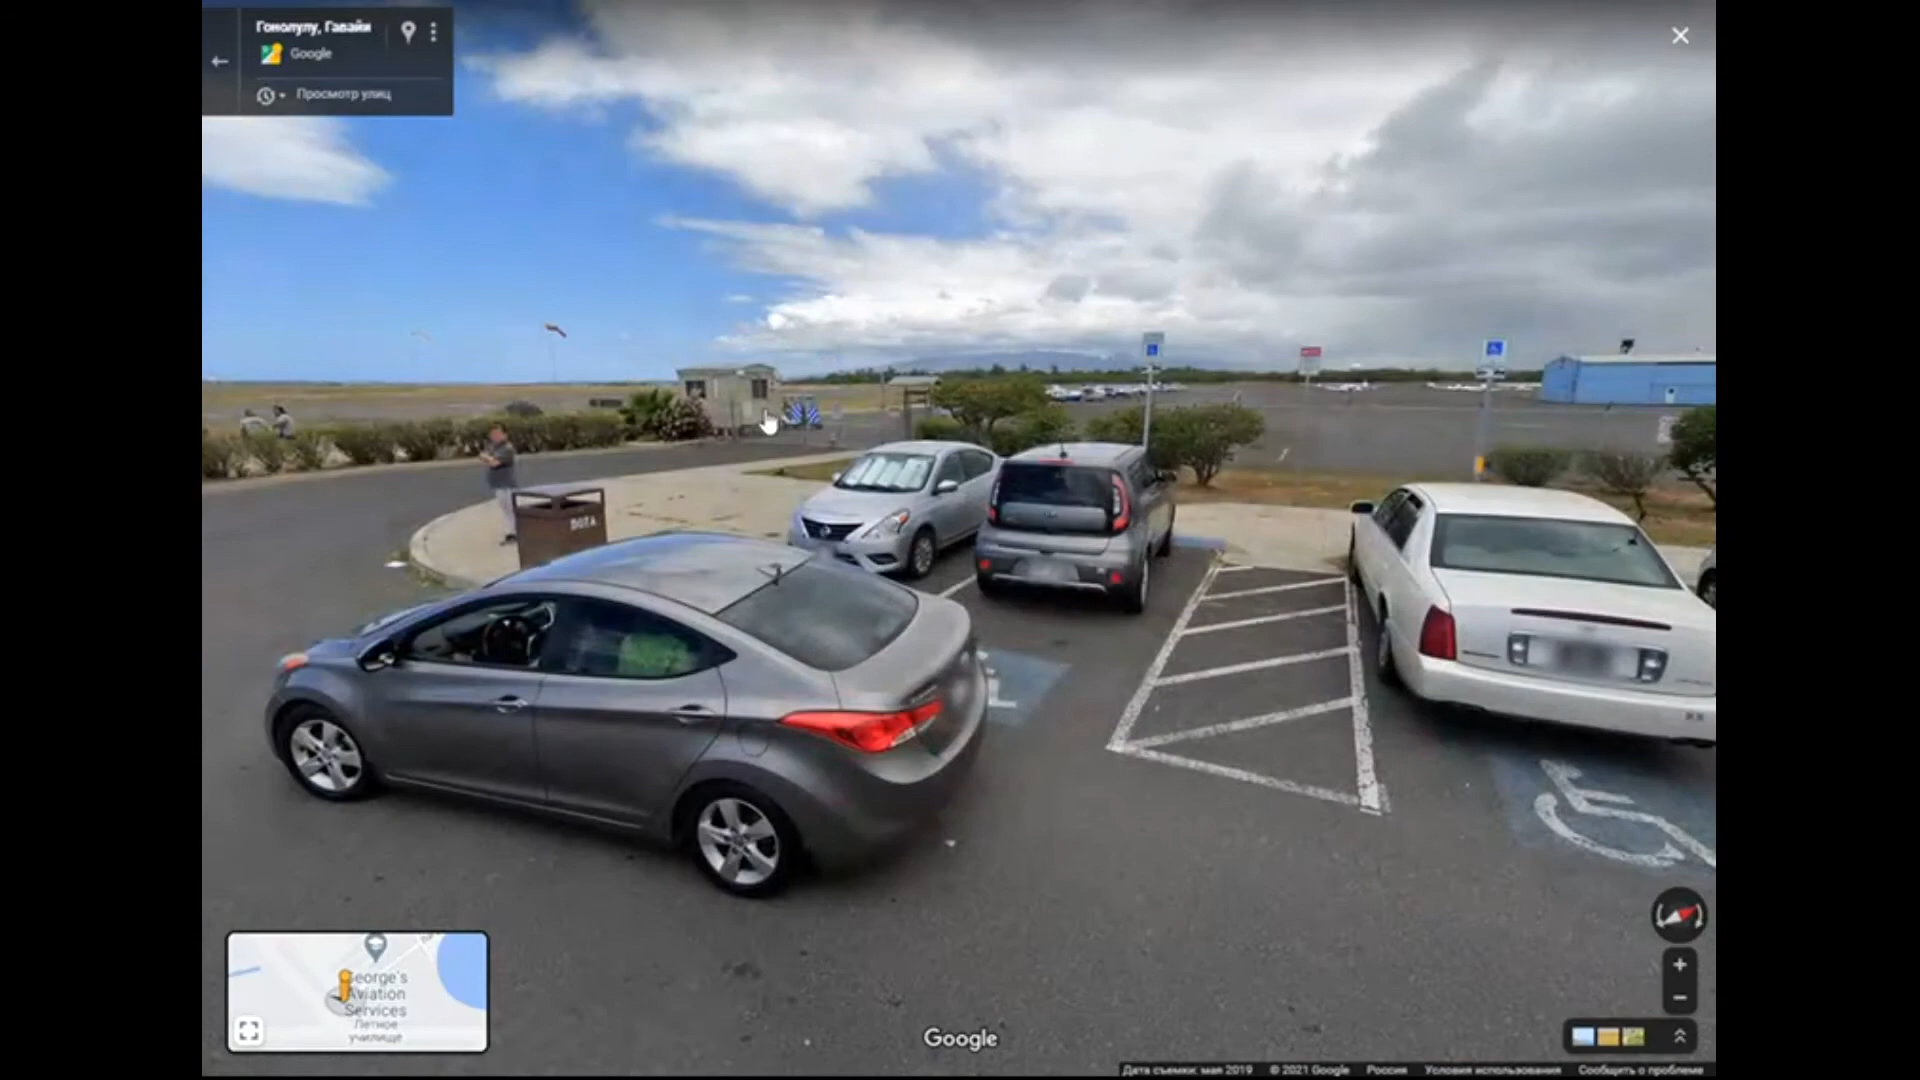 Гонолулу, Гавайи
Google
Просмотр улиц
DOTA
George's
Aviation
Services
Летное
училище
Google
Дата съемки: мая 2019 © 2021 Google Россия Условия использования Сообщить о проблеме